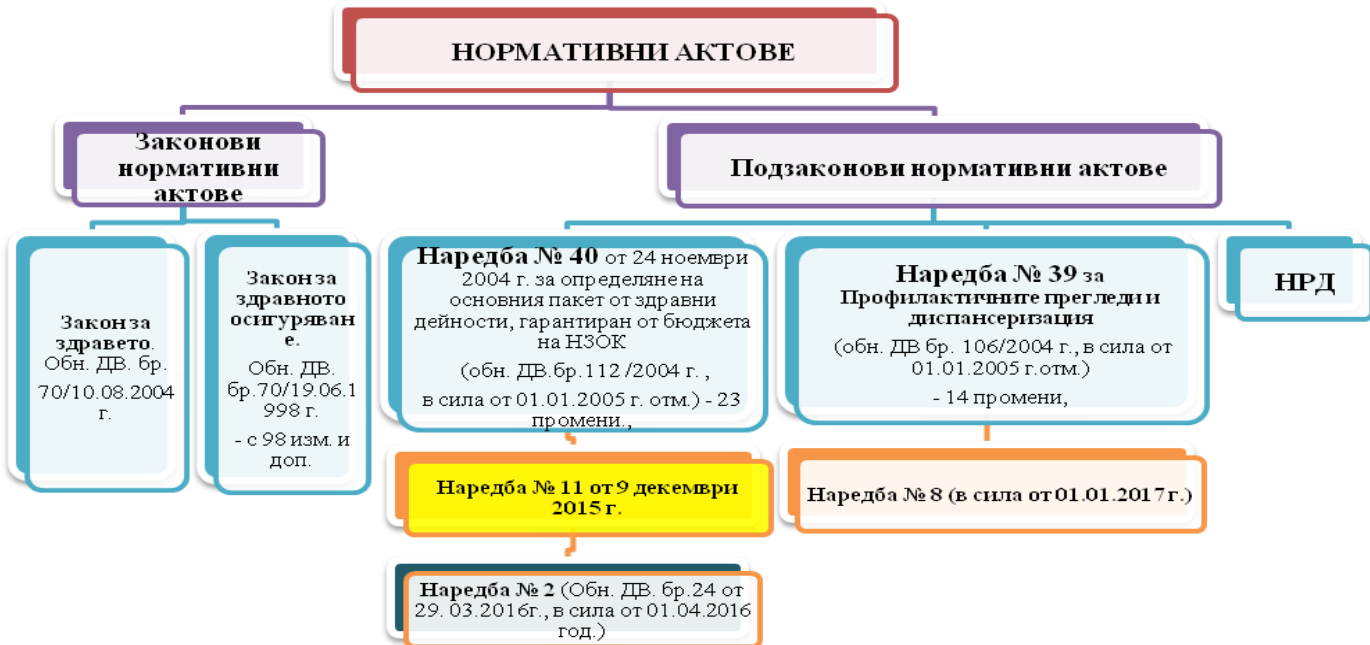 НОРМАТИВНИ АКТОВЕ
Законови
нормативни
актове
Подзаконови нормативни актове
Закон за
здравето.
Обн. ДВ. бр.
70/10.08.2004
г.
Закон за
здравното
осигуряван
е.
Обн. ДВ.
бр.70/19.06.1
998 г.
- с 98 изм. и
доп.
Наредба № 40 от 24 ноември
2004 г. за определяне на
основния пакет от здравни
дейности, гарантиран от бюджета
на НЗОК
(обн. ДВ.бр.112 /2004 г. ,
в сила от 01.01.2005 г. отм.) - 23
промени.,
Наредба № 39 за
Профилактичните прегледи и
диспансеризация
(обн. ДВ бр. 106/2004 г., в сила от
01.01.2005 г.отм.)
- 14 промени,
НРД
Наредба № 11 от 9 декември
2015 г.
Наредба № 8 (в сила от 01.01.2017 г.)
Наредба № 2 (Обн. ДВ. бр.24 от
29. 03.2016г., в сила от 01.04.2016
год.)